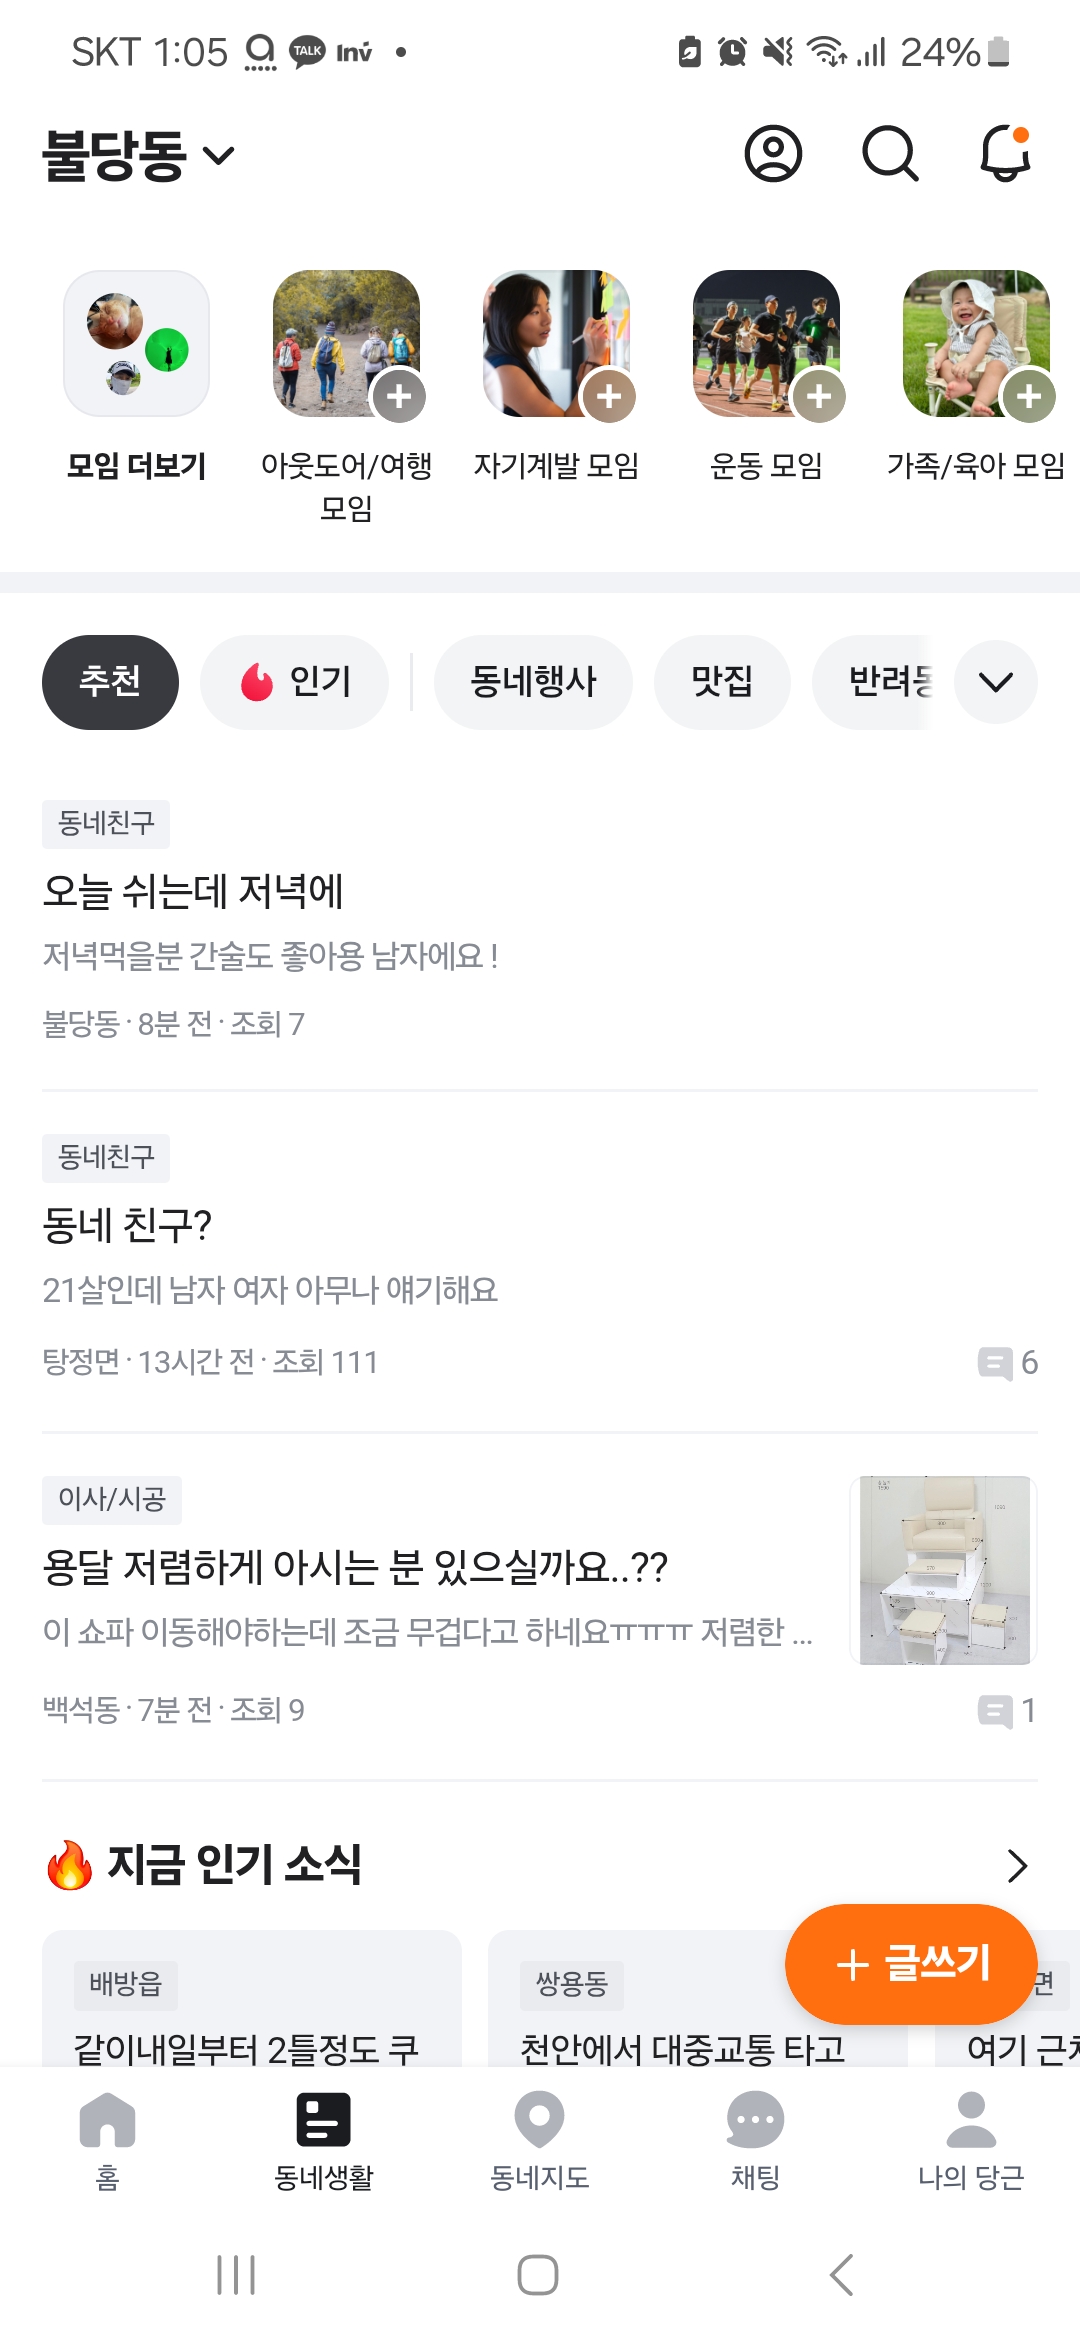 SKT 1:05 TALK Inv 24%
불당동
모임 더보기
아웃도어/여행
모임
자기계발 모임
운동 모임
가족/육아 모임
추천
인기
동네행사
맛집
반려동
동네친구
오늘 쉬는데 저녁에
저녁먹을분 간술도 좋아용 남자에요 !
불당동 · 8분 전 · 조회 7
동네친구
동네 친구?
21살인데 남자 여자 아무나 얘기해요
탕정면 · 13시간 전 · 조회 111
6
이사/시공
용달 저렴하게 아시는 분 있으실까요..??
이 쇼파 이동해야하는데 조금 무겁다고 하네요ㅠㅠㅠ 저렴한 ...
백석동 · 7분 전 · 조회 9
1
지금 인기 소식
글쓰기
배방읍
쌍용동
면
같이내일부터 2틀정도 쿠
천안에서 대중교통 타고
여기 근처
홈
동네생활
동네지도
채팅
나의 당근